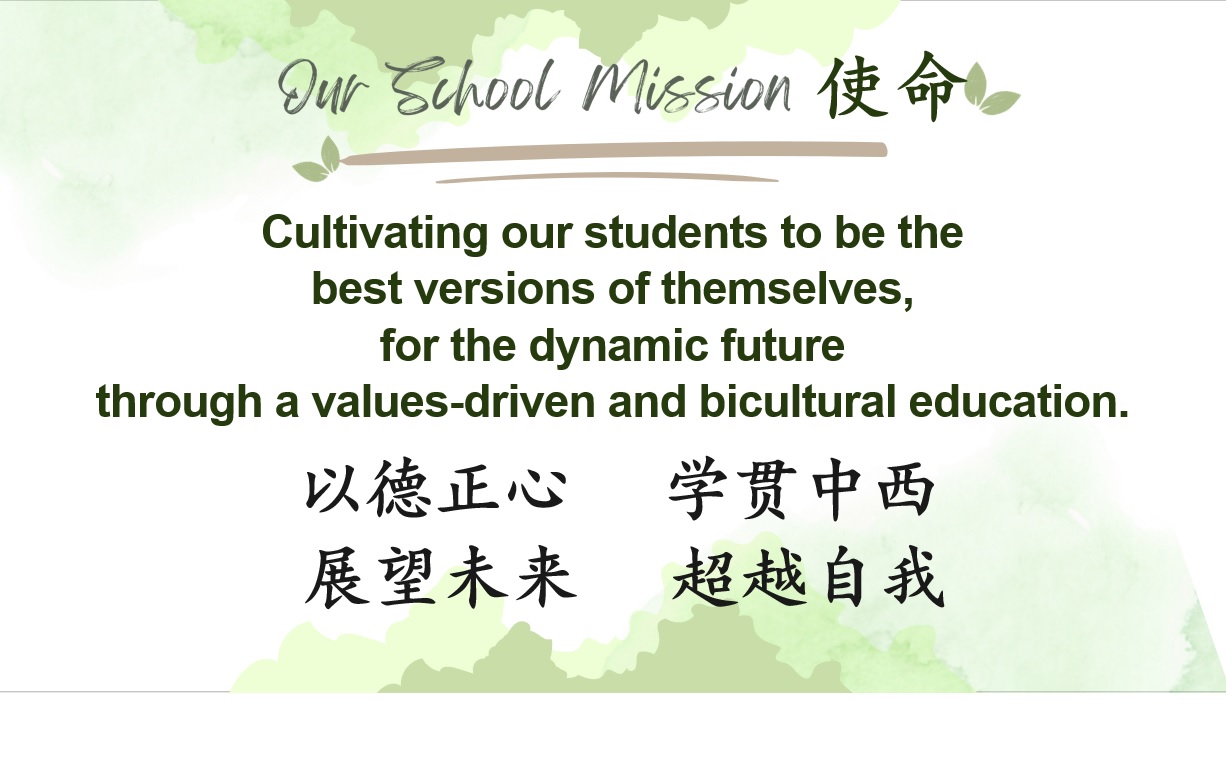 Our School Mission 使命
Cultivating our students to be the
best versions of themselves,
for the dynamic future
through a values-driven and bicultural education.
以德正心 学贯中西
展望未来 超越自我